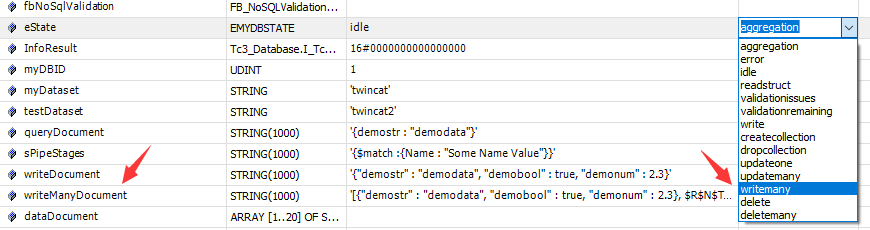 fbNoSqlValidation FB_NoSQLValidation...
eState EMYDBSTATE idle aggregation
InfoResult Tc3_Database.I_Tc... 16#0000000000000000
myDBID UDINT 1
myDataset STRING 'twincat'
testDataset STRING 'twincat2'
queryDocument STRING(1000) '{demostr : "demodata"}'
sPipeStages STRING(1000) '{$match :{Name : "Some Name Value"}}'
writeDocument STRING(1000) '{"demostr" : "demodata", "demobool" : true, "demonum" : 2.3}'
writeManyDocument STRING(1000) '[{"demostr" : "demodata", "demobool" : true, "demonum" : 2.3}, $R$N$T...
dataDocument ARRAY [1..20] OF S...
aggregation
error
idle
readstruct
validationissues
validationremaining
write
createcollection
dropcollection
updateone
updatemany
writemany
delete
deletemany